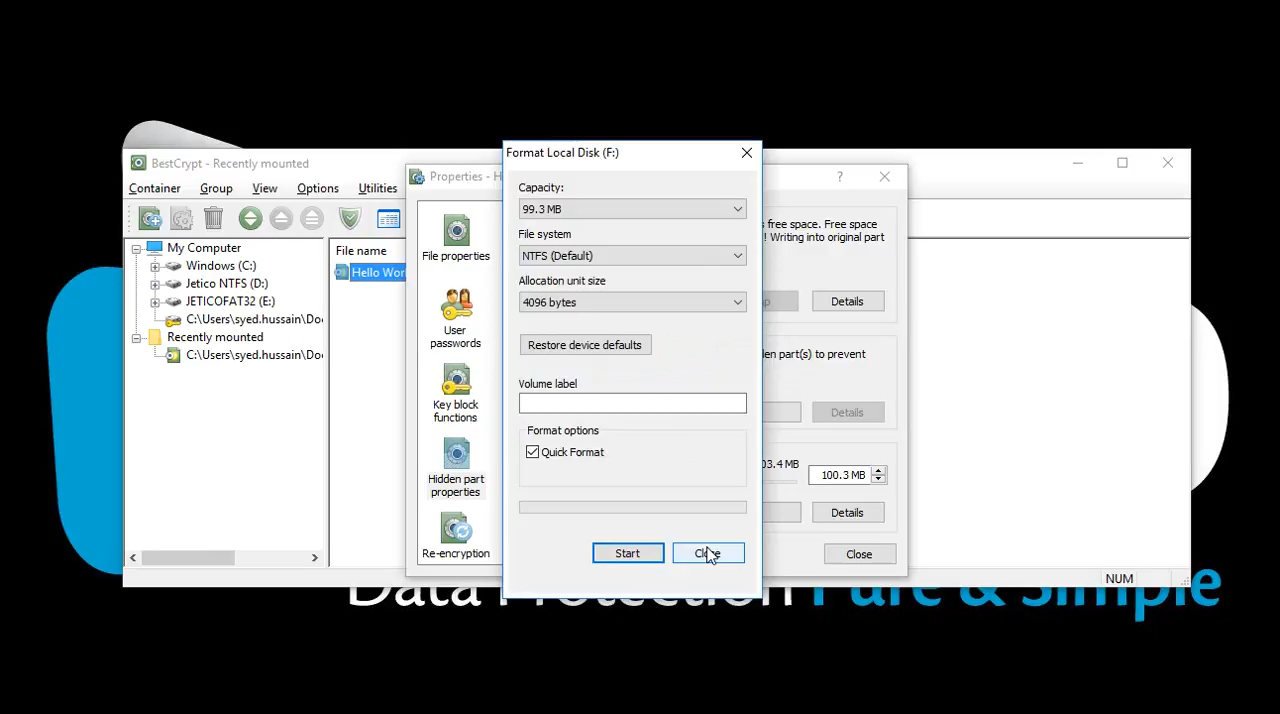 BestCrypt - Recently mounted
Container Group View Options Utilities
My Computer
Windows (C:)
Jetico NTFS (D:)
JETICOFAT32 (E:)
C:\Users\syed.hussain\Do
Recently mounted
C:\Users\syed.hussain\Do
File name
Hello Wor
Properties - H
?
File properties
User
passwords
Key block
functions
Hidden part
properties
Re-encryption
Format Local Disk (F:)
Capacity:
99.3 MB
File system
NTFS (Default)
Allocation unit size
4096 bytes
Restore device defaults
Volume label
Format options
Quick Format
Start
s free space. Free space
! Writing into original part
p
Details
en part(s) to prevent
Details
03.4 MB
100.3 MB
Details
Close
NUM
Data Protection Pure & Simple